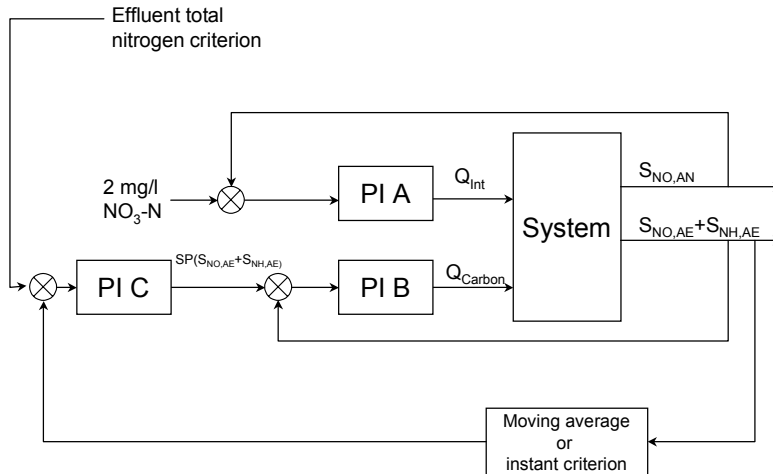 Effluent total
nitrogen criterion
2 mg/l
NO3-N
PI A
QInt
System
SNO,AN
SNO,AE+SNH,AE
PI C
SP(SNO,AE+SNH,AE)
PI B
QCarbon
Moving average
or
instant criterion